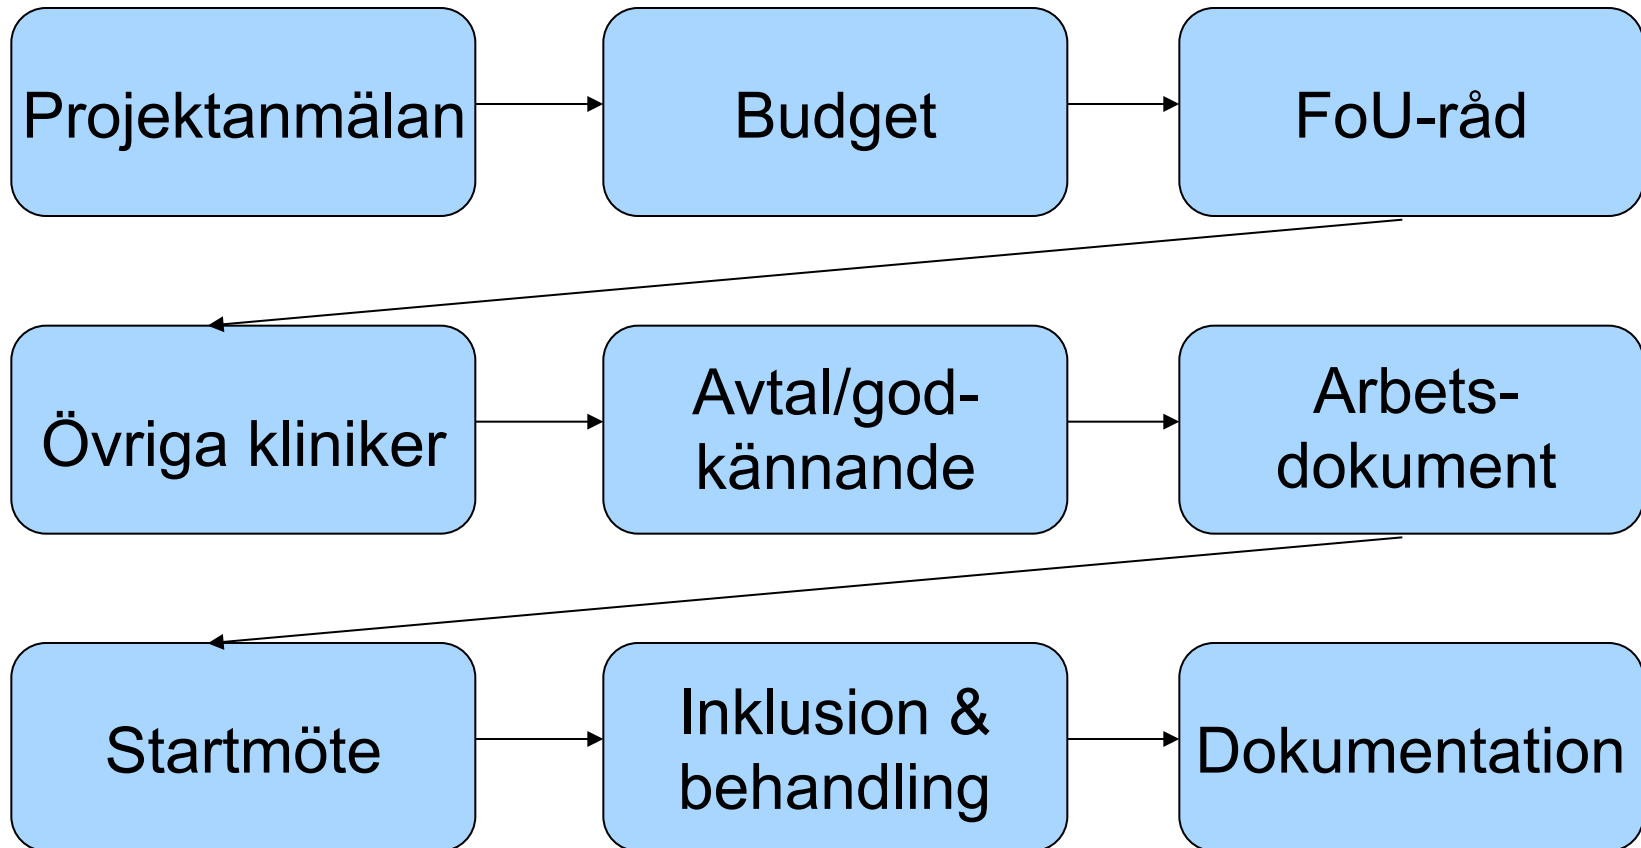 Projektanmälan
Budget
FoU-råd
Övriga kliniker
Avtal/god-
kännande
Arbets-
dokument
Startmöte
Inklusion &
behandling
Dokumentation